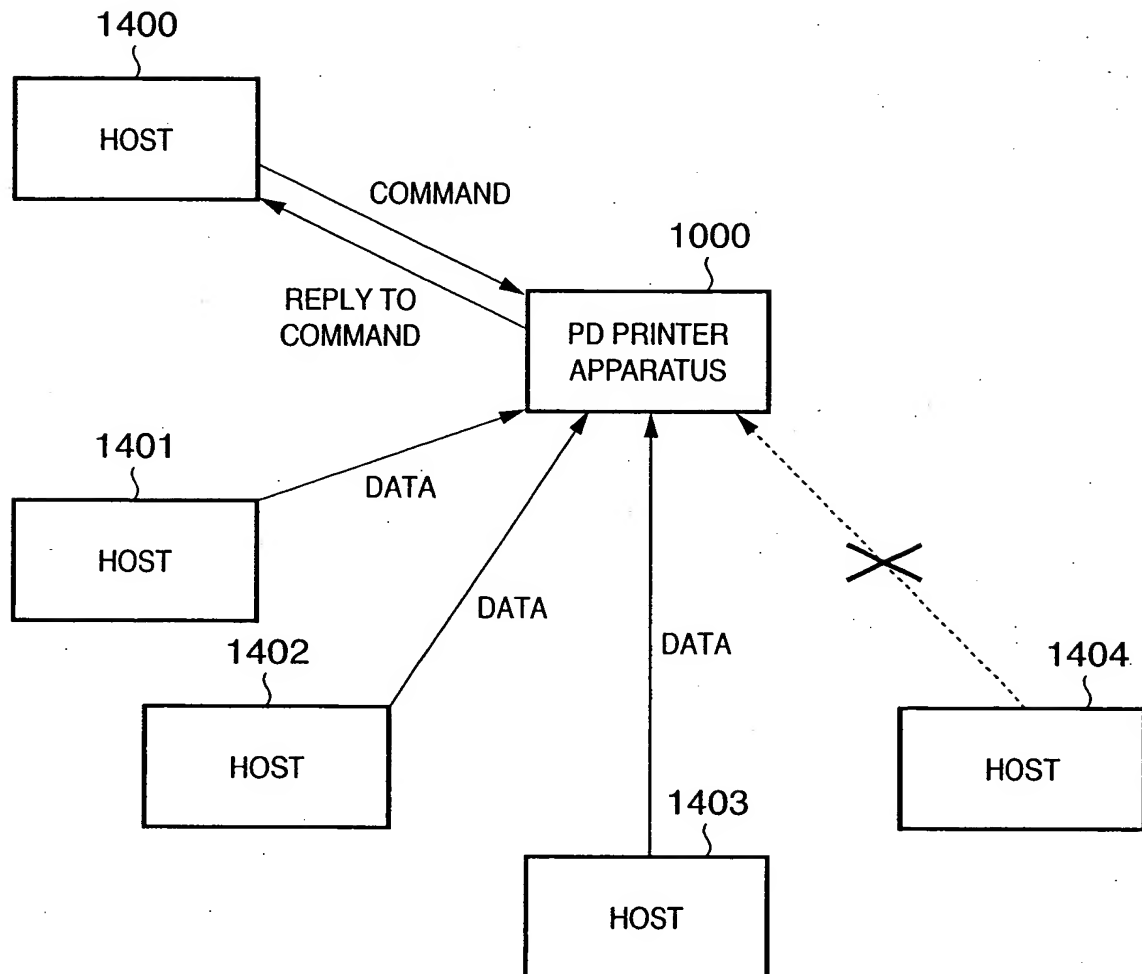 1400
HOST
COMMAND
1000
REPLY TO
COMMAND
PD PRINTER
APPARATUS
1401
DATA
HOST
DATA
1402
DATA
1404
HOST
HOST
1403
HOST